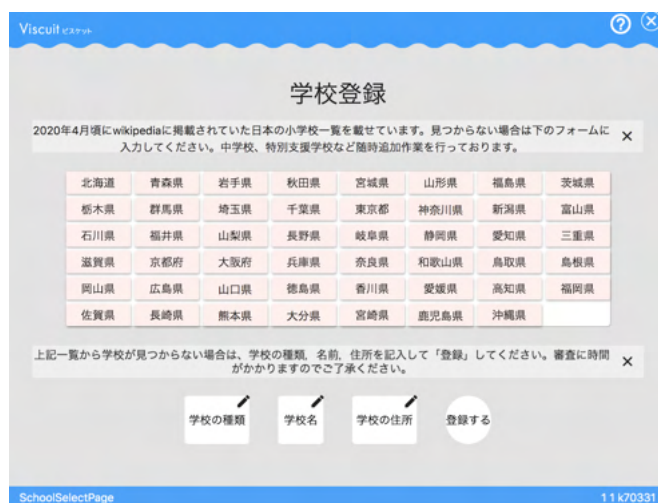 Viscuit ビスケット
学校登録
2020年4月頃にwikipediaに掲載されていた日本の小学校一覧を載せています。見つからない場合は下のフォームに
入力してください。中学校、特別支援学校など随時追加作業を行っております。
北海道 青森県 岩手県 秋田県 宮城県 山形県 福島県 茨城県
栃木県 群馬県 埼玉県 千葉県 東京都 神奈川県 新潟県 富山県
石川県 福井県 山梨県 長野県 岐阜県 静岡県 愛知県 三重県
滋賀県 京都府 大阪府 兵庫県 奈良県 和歌山県 鳥取県 島根県
岡山県 広島県 山口県 徳島県 香川県 愛媛県 高知県 福岡県
佐賀県 長崎県 熊本県 大分県 宮崎県 鹿児島県 沖縄県
上記一覧から学校が見つからない場合は、学校の種類, 名前, 住所を記入して「登録」してください。審査に時間
がかかりますのでご了承ください。
学校の種類 学校名 学校の住所 登録する
SchoolSelectPage 1 1 k70331